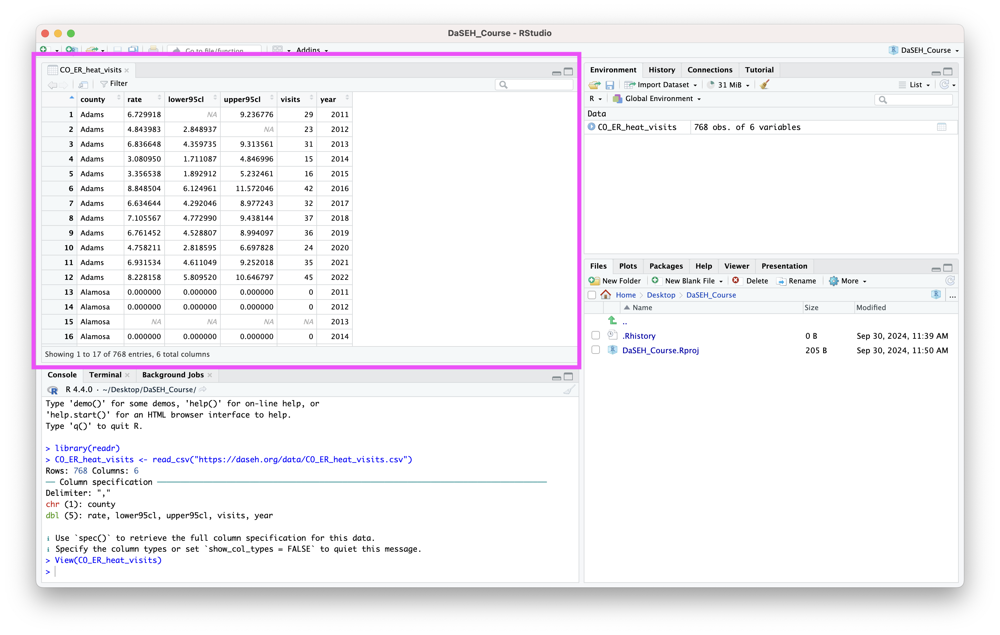 DaSEH_Course - RStudio
Go to file/function
Addins
DaSEH_Course
CO_ER_heat_visits
Filter
county rate lower95cl upper95cl visits year
1 Adams 6.729918 NA 9.236776 29 2011
2 Adams 4.843983 2.848937 NA 23 2012
3 Adams 6.836648 4.359735 9.313561 31 2013
4 Adams 3.080950 1.711087 4.846996 15 2014
5 Adams 3.356538 1.892912 5.232461 16 2015
6 Adams 8.848504 6.124961 11.572046 42 2016
7 Adams 6.634644 4.292046 8.977243 32 2017
8 Adams 7.105567 4.772990 9.438144 37 2018
9 Adams 6.761452 4.528807 8.994097 36 2019
10 Adams 4.758211 2.818595 6.697828 24 2020
11 Adams 6.931534 4.611049 9.252018 35 2021
12 Adams 8.228158 5.809520 10.646797 45 2022
13 Alamosa 0.000000 0.000000 0.000000 0 2011
14 Alamosa 0.000000 0.000000 0.000000 0 2012
15 Alamosa NA NA NA NA 2013
16 Alamosa 0.000000 0.000000 0.000000 0 2014
Showing 1 to 17 of 768 entries, 6 total columns
Console Terminal Background Jobs
R 4.4.0 · ~/Desktop/DaSEH_Course/
Type 'demo()' for some demos, 'help()' for on-line help, or
'help.start()' for an HTML browser interface to help.
Type 'q()' to quit R.
> library(readr)
> CO_ER_heat_visits <- read_csv("https://daseh.org/data/CO_ER_heat_visits.csv")
Rows: 768 Columns: 6
── Column specification ──
Delimiter: ","
chr (1): county
dbl (5): rate, lower95cl, upper95cl, visits, year
ℹ Use `spec()` to retrieve the full column specification for this data.
ℹ Specify the column types or set `show_col_types = FALSE` to quiet this message.
> View(CO_ER_heat_visits)
>
Environment History Connections Tutorial
Import Dataset 31 MiB List
R Global Environment
Data
CO_ER_heat_visits 768 obs. of 6 variables
Files Plots Packages Help Viewer Presentation
New Folder New Blank File Delete Rename More
Home Desktop DaSEH_Course ...
Name Size Modified
..
.Rhistory 0 B Sep 30, 2024, 11:39 AM
DaSEH_Course.Rproj 205 B Sep 30, 2024, 11:50 AM